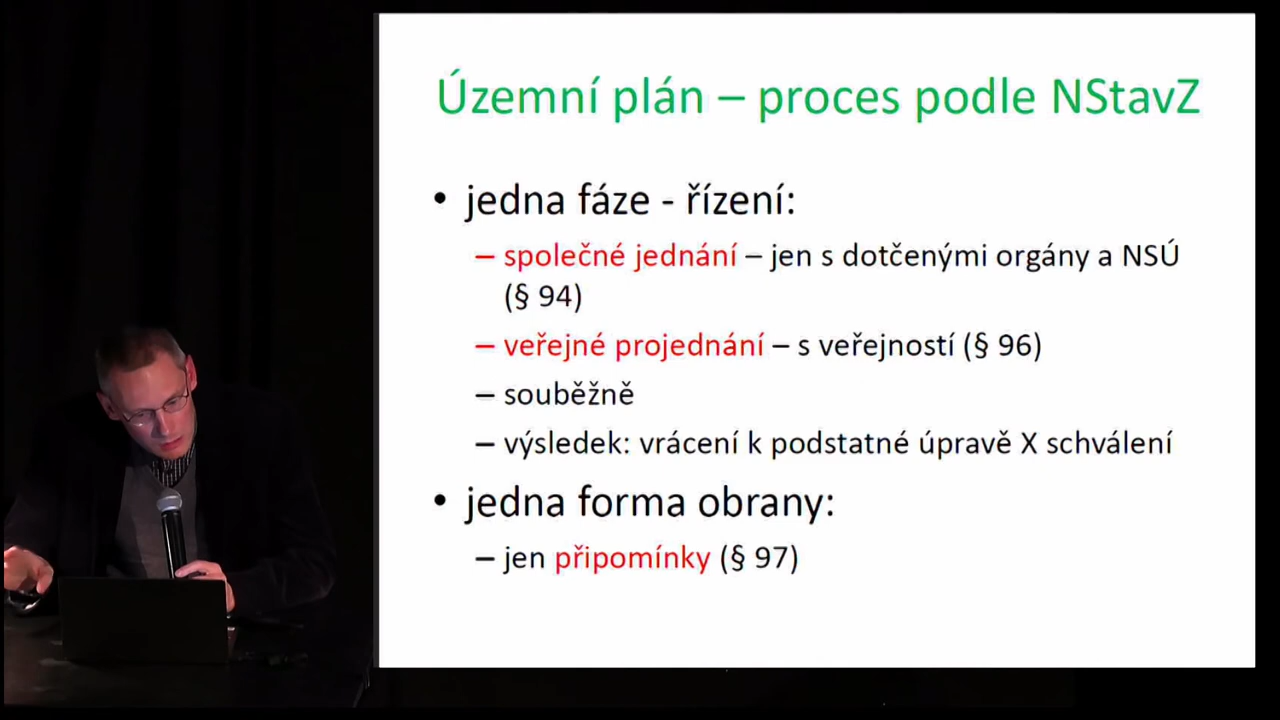 Územní plán – proces podle NStavZ
• jedna fáze - řízení:
– společné jednání – jen s dotčenými orgány a NSÚ
(§ 94)
– veřejné projednání – s veřejností (§ 96)
– souběžně
– výsledek: vrácení k podstatné úpravě X schválení
• jedna forma obrany:
– jen připomínky (§ 97)